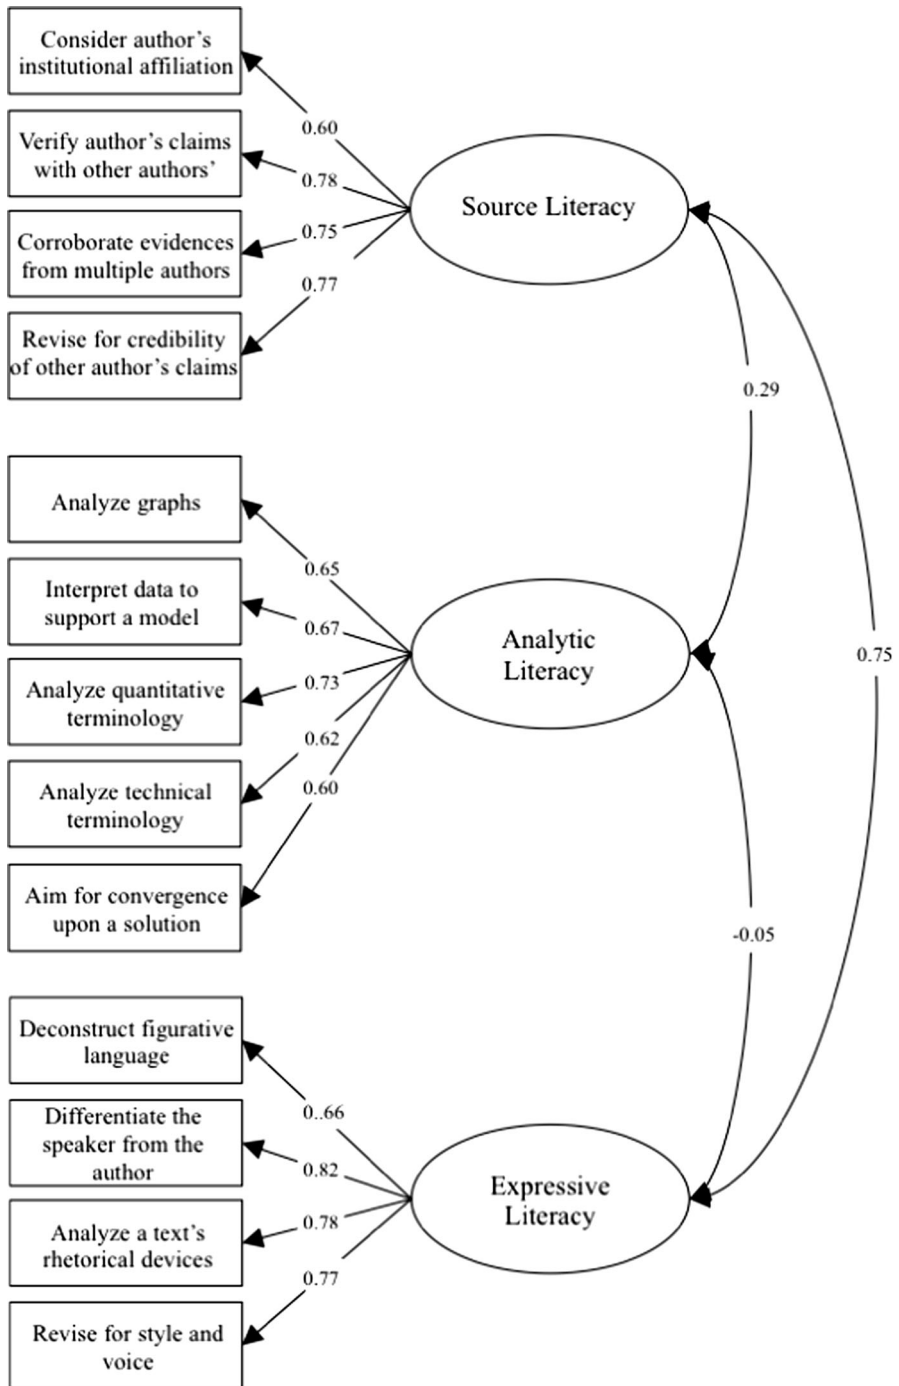 Consider author’s
institutional affiliation
Verify author’s claims
with other authors’
Corroborate evidences
from multiple authors
Revise for credibility
of other author’s claims
0.60
0.78
0.75
0.77
Source Literacy
0.29
Analyze graphs
Interpret data to
support a model
Analyze quantitative
terminology
Analyze technical
terminology
Aim for convergence
upon a solution
0.65
0.67
0.73
0.62
0.60
Analytic
Literacy
0.75
-0.05
Deconstruct figurative
language
Differentiate the
speaker from the
author
Analyze a text’s
rhetorical devices
Revise for style and
voice
0..66
0.82
0.78
0.77
Expressive
Literacy